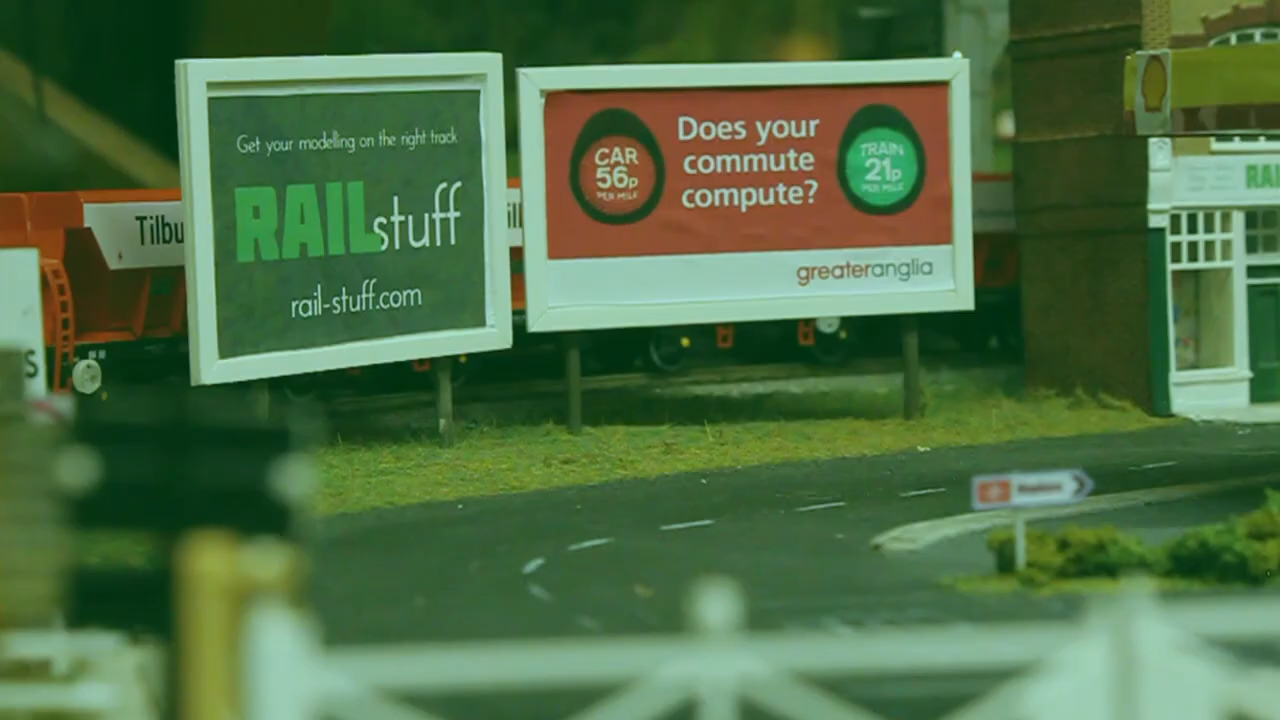 Get your modelling on the right track
RAILstuff
rail-stuff.com
CAR
56p
PER MILE
Does your
commute
compute?
TRAIN
21p
PER MILE
greateranglia
Tilbu
RAIL
S